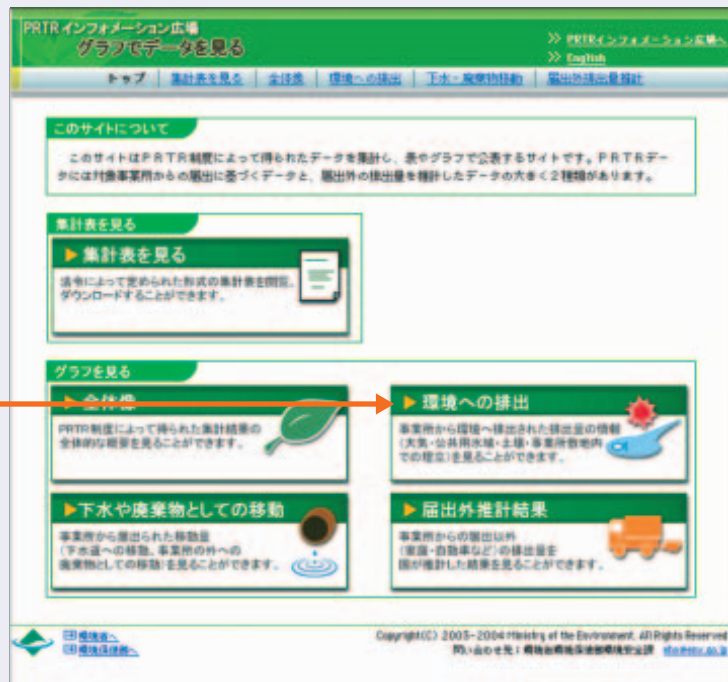 PRTR インフォメーション広場
グラフでデータを見る
>> PRTRインフォメーション広場へ
>> English
トップ | 集計表を見る | 全体像 | 環境への排出 | 下水・廃棄物移動 | 届出外排出量推計
このサイトについて
このサイトはＰＲＴＲ制度によって得られたデータを集計し、表やグラフで公表するサイトです。ＰＲＴＲデー
タには対象事業所からの届出に基づくデータと、届出外の排出量を推計したデータの大きく２種類があります。
集計表を見る
▶集計表を見る
法令によって定められた形式の集計表を閲覧、
ダウンロードすることができます。
グラフを見る
▶全体像
PRTR制度によって得られた集計結果の
全体的な概要を見ることができます。
▶環境への排出
事業所から環境へ排出された排出量の情報
（大気・公共用水域・土壌・事業所敷地内
での埋立）を見ることができます。
▶下水や廃棄物としての移動
事業所から届出られた移動量
（下水道への移動、事業所の外への
廃棄物としての移動）を見ることができます。
▶届出外推計結果
事業所からの届出以外
（家庭・自動車など）の排出量を
国が推計した結果を見ることができます。
環境省へ
環境保健部へ
Copyright(C) 2003-2004 Ministry of the Environment. All Rights Reserved
問い合わせ先：環境省環境保健部環境安全課